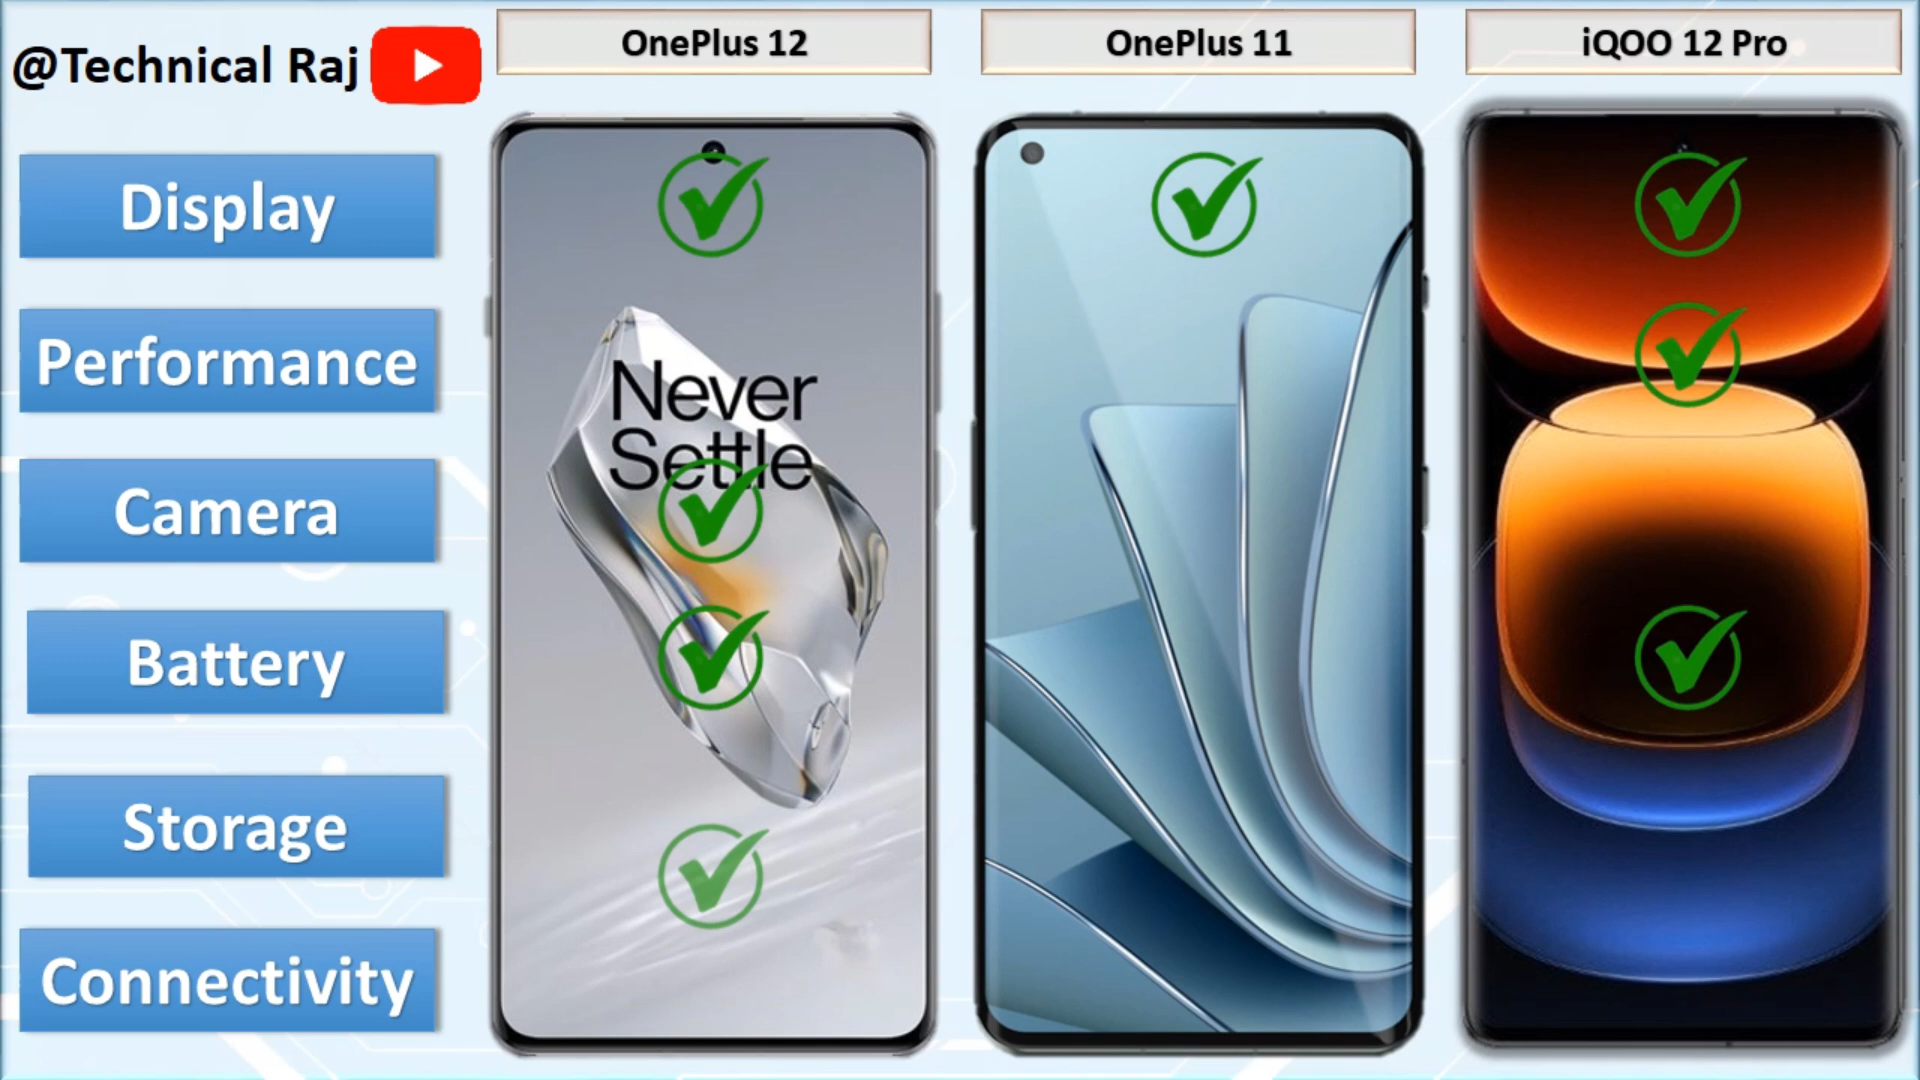 @Technical Raj
OnePlus 12
OnePlus 11
iQOO 12 Pro
Display
Performance
Camera
Battery
Storage
Connectivity
Never
Settle